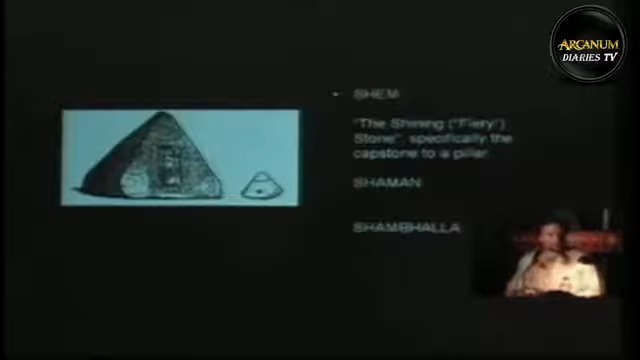 ARCANUM
DIARIES TV
SHEM
"The Shining ("Fiery")
Stone", specifically the
capstone to a pillar.
SHAMAN
SHAMBHALLA